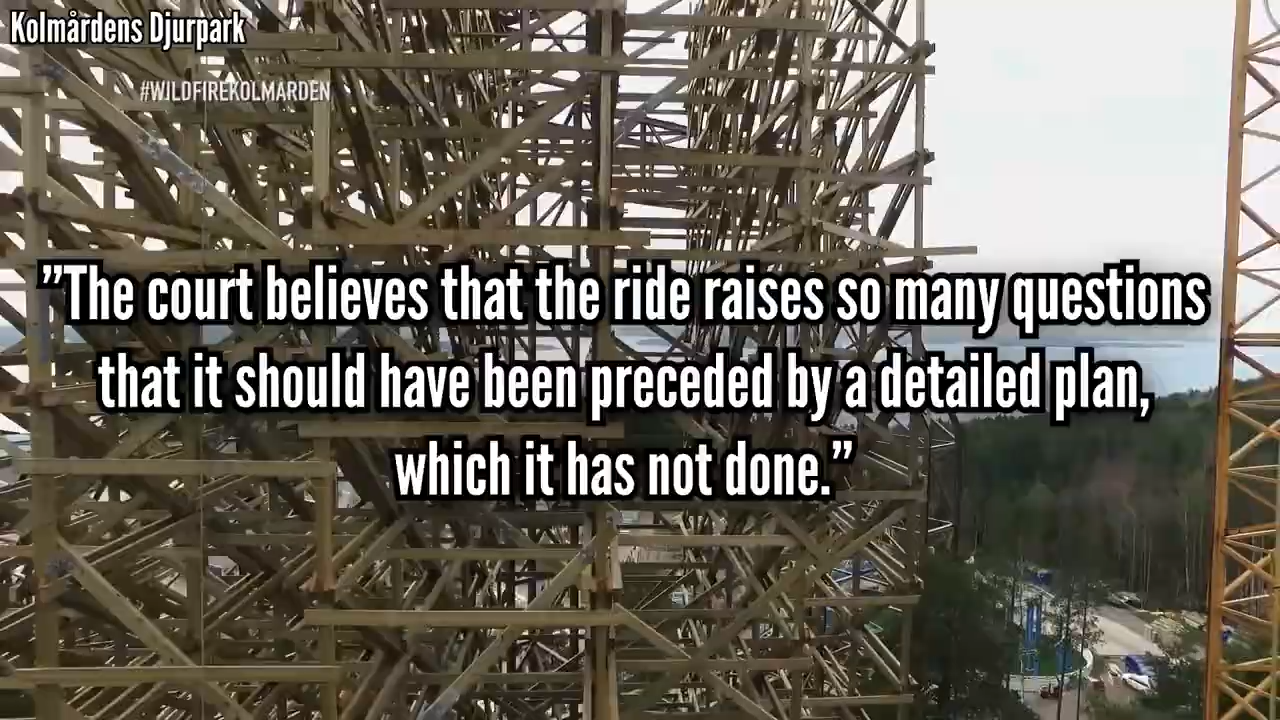 Kolmårdens Djurpark
#WILDFIREKOLMARDEN
”The court believes that the ride raises so many questions
that it should have been preceded by a detailed plan,
which it has not done.”